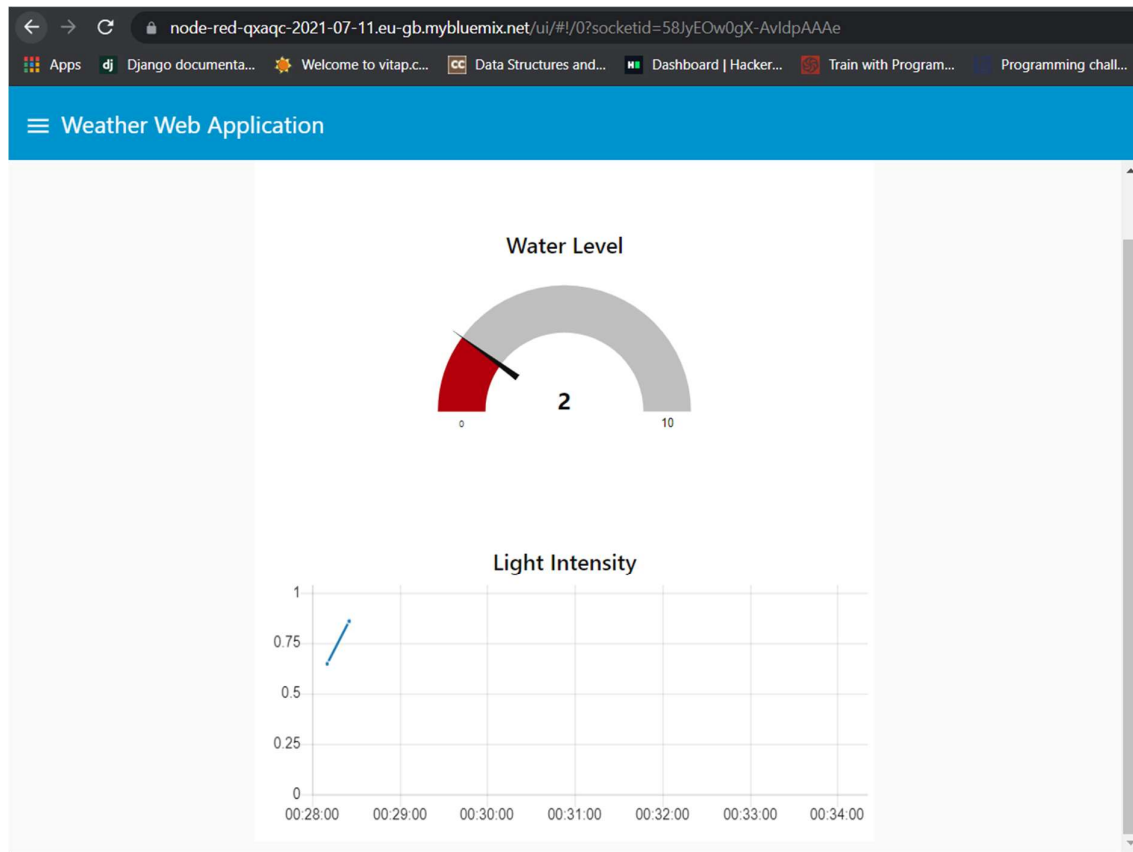 node-red-qxaqc-2021-07-11.eu-gb.mybluemix.net/ui/#!/0?socketid=58JyEOw0gX-AvIdpAAAe
Apps dj Django documenta... Welcome to vitap.c... CC Data Structures and... H Dashboard | Hacker... Train with Program... Programming chall...
Weather Web Application
Water Level
2
0 10
Light Intensity
1
0.75
0.5
0.25
0
00:28:00 00:29:00 00:30:00 00:31:00 00:32:00 00:33:00 00:34:00